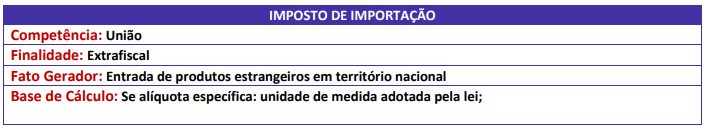 IMPOSTO DE IMPORTAÇÃO
Competência: União
Finalidade: Extrafiscal
Fato Gerador: Entrada de produtos estrangeiros em território nacional
Base de Cálculo: Se alíquota específica: unidade de medida adotada pela lei;